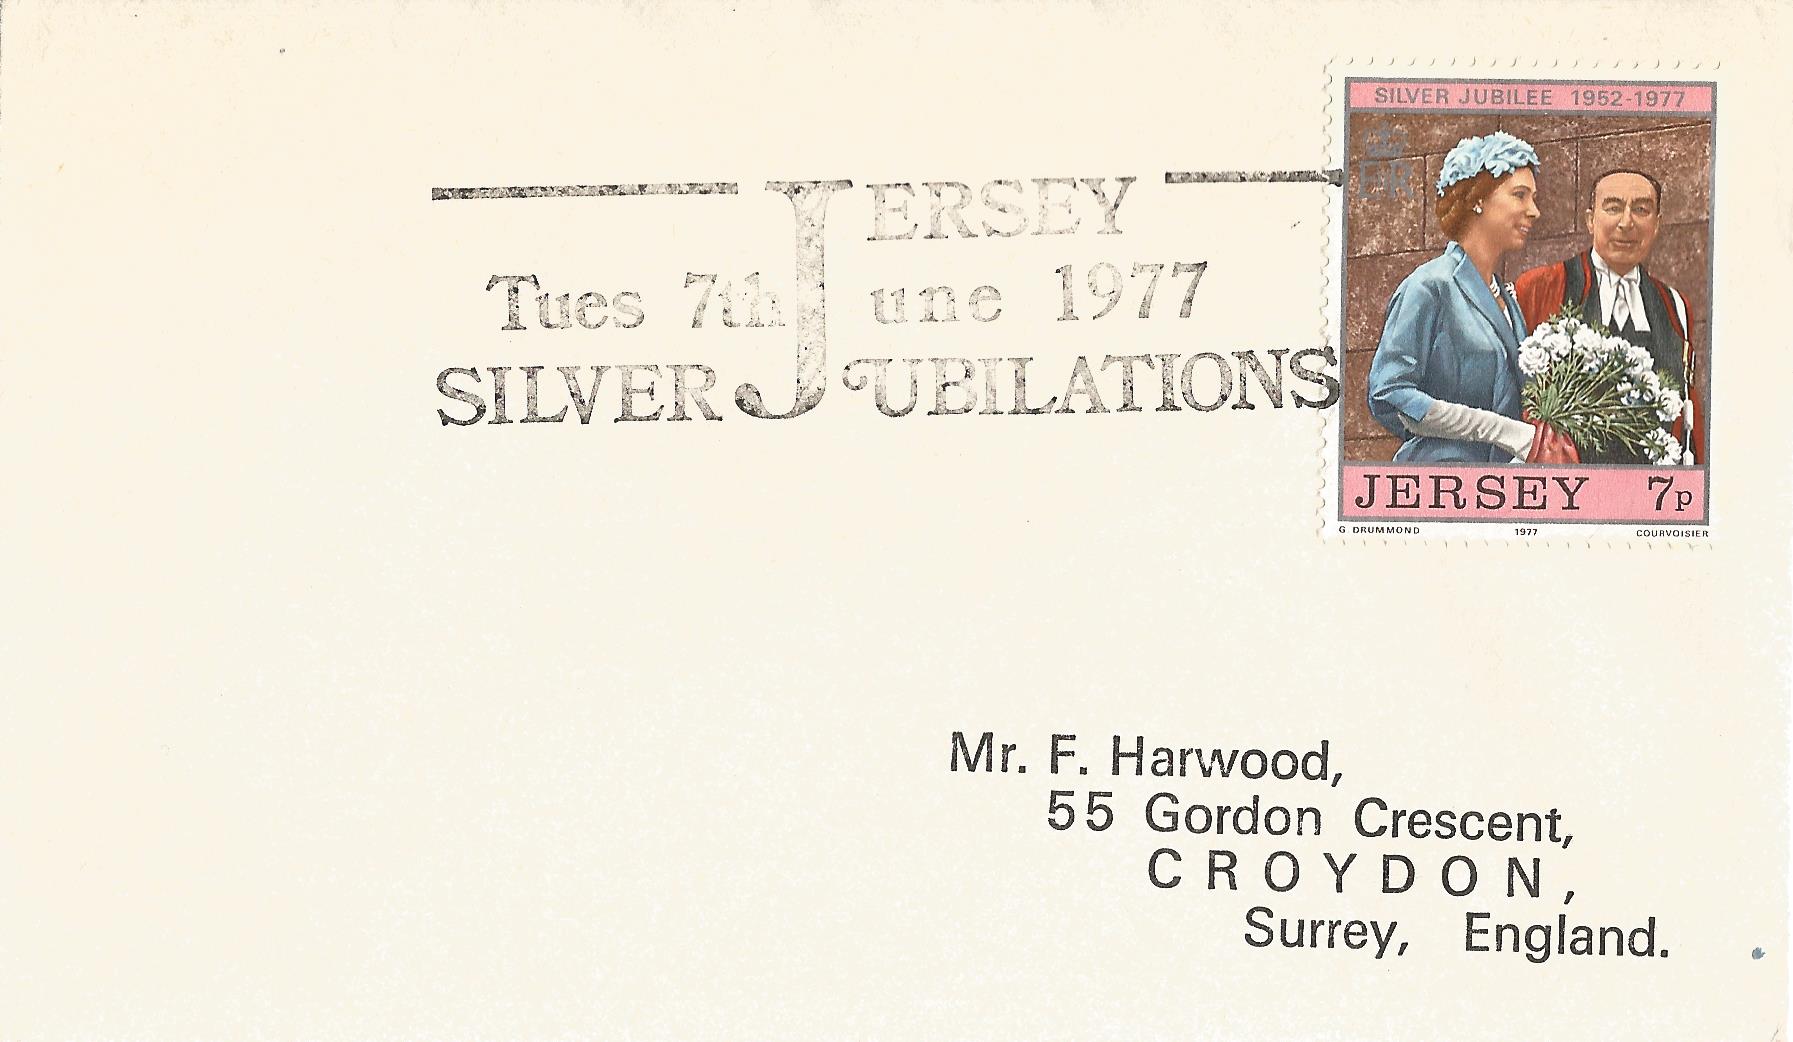 SILVER JUBILEE 1952-1977
EIIR
JERSEY
Tues 7th June 1977
SILVER JUBILATIONS
JERSEY 7p
G DRUMMOND 1977 COURVOISIER
Mr. F. Harwood,
55 Gordon Crescent,
CROYDON,
Surrey, England.